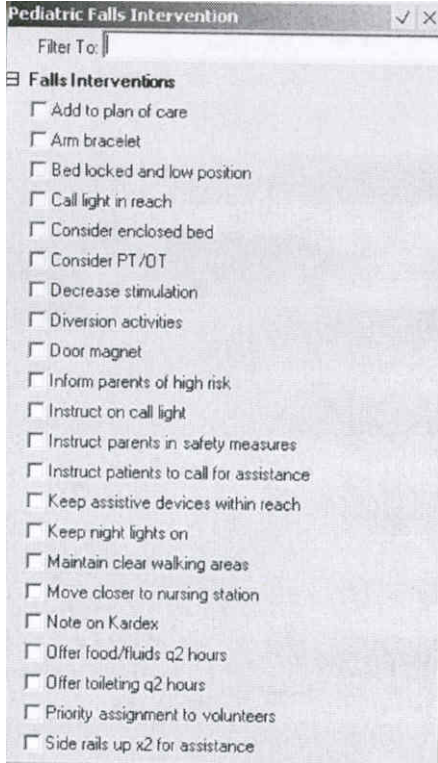 Pediatric Falls Intervention
Filter To:
Falls Interventions
Add to plan of care
Arm bracelet
Bed locked and low position
Call light in reach
Consider enclosed bed
Consider PT/OT
Decrease stimulation
Diversion activities
Door magnet
Inform parents of high risk
Instruct on call light
Instruct parents in safety measures
Instruct patients to call for assistance
Keep assistive devices within reach
Keep night lights on
Maintain clear walking areas
Move closer to nursing station
Note on Kardex
Offer food/fluids q2 hours
Offer toileting q2 hours
Priority assignment to volunteers
Side rails up x2 for assistance